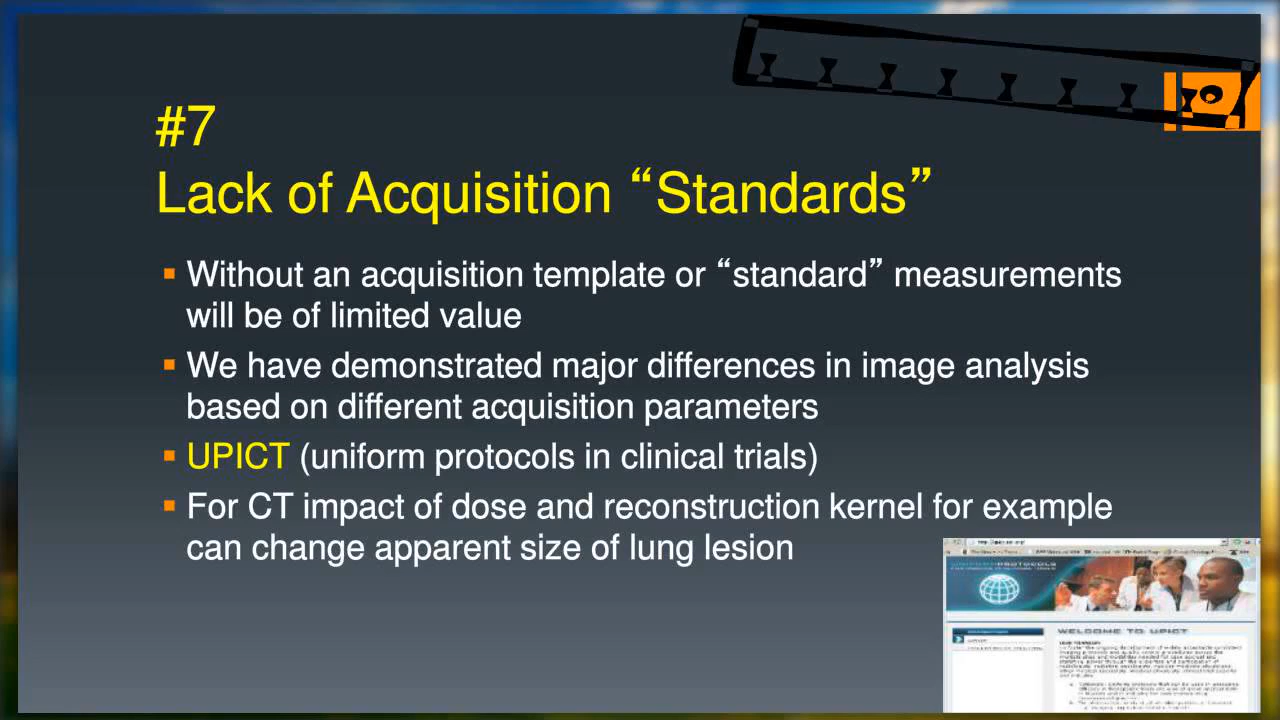 #7
Lack of Acquisition “Standards”
▪ Without an acquisition template or “standard” measurements
will be of limited value
▪ We have demonstrated major differences in image analysis
based on different acquisition parameters
▪ UPICT (uniform protocols in clinical trials)
▪ For CT impact of dose and reconstruction kernel for example
can change apparent size of lung lesion
UNIFORM PROTOCOLS
WELCOME TO UPICT